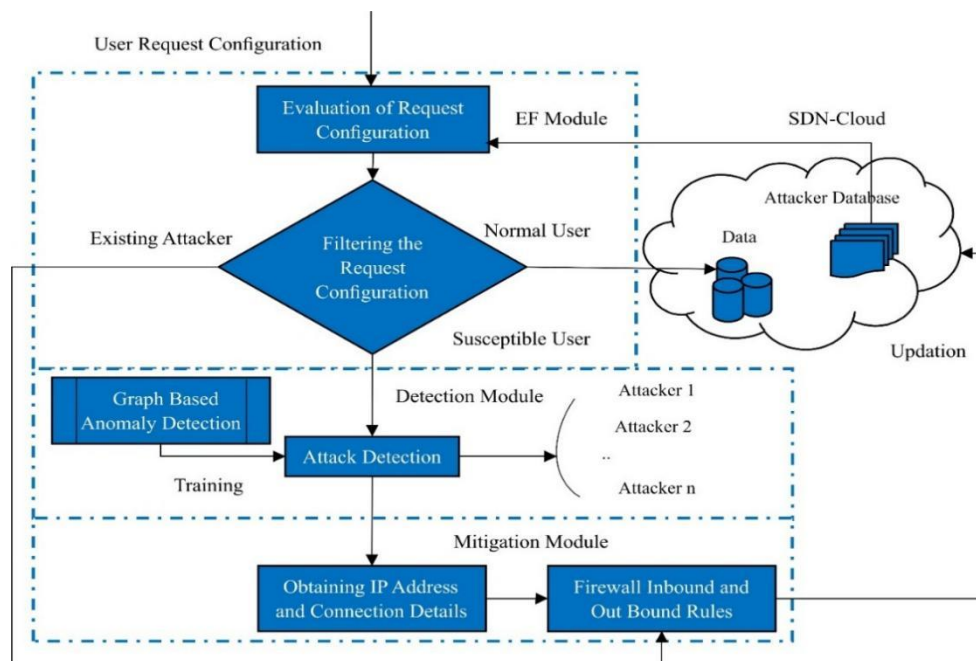 User Request Configuration
Evaluation of Request
Configuration
EF Module
SDN-Cloud
Attacker Database
Existing Attacker
Normal User
Data
Filtering the
Request
Configuration
Susceptible User
Updation
Graph Based
Anomaly Detection
Detection Module
Attacker 1
Attacker 2
..
Attacker n
Attack Detection
Training
Mitigation Module
Obtaining IP Address
and Connection Details
Firewall Inbound and
Out Bound Rules